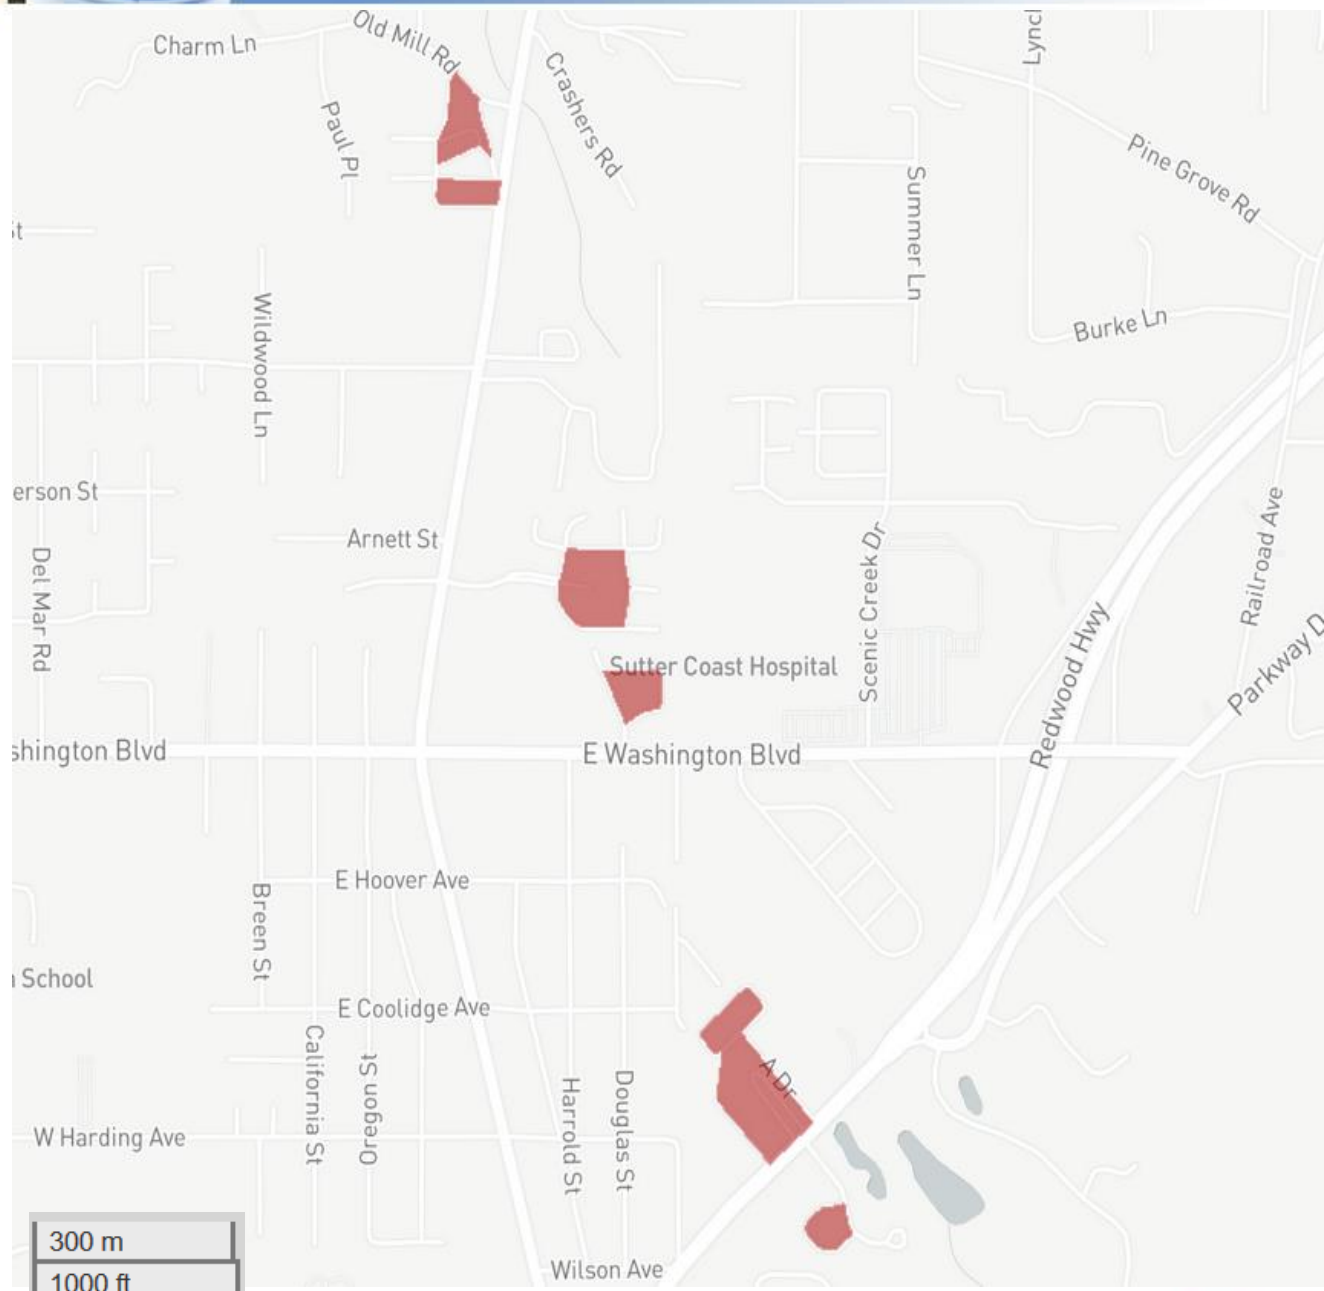 Charm Ln
Old Mill Rd
Lyncl
Crashers Rd
Paul Pl
Pine Grove Rd
Summer Ln
it
Wildwood Ln
Burke Ln
erson St
Arnett St
Railroad Ave
Scenic Creek Dr
Del Mar Rd
Redwood Hwy
Parkway D
Sutter Coast Hospital
shington Blvd
E Washington Blvd
E Hoover Ave
Breen St
School
E Coolidge Ave
California St
Oregon St
A Dr
Harrold St
Douglas St
W Harding Ave
300 m
1000 ft
Wilson Ave